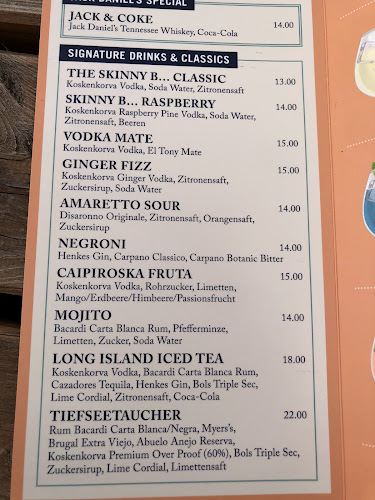 JACK DANIEL'S SPECIAL
JACK & COKE 14.00
Jack Daniel's Tennessee Whiskey, Coca-Cola
SIGNATURE DRINKS & CLASSICS
THE SKINNY B... CLASSIC 13.00
Koskenkorva Vodka, Soda Water, Zitronensaft
SKINNY B... RASPBERRY 14.00
Koskenkorva Raspberry Pine Vodka, Soda Water,
Zitronensaft, Beeren
VODKA MATE 15.00
Koskenkorva Vodka, El Tony Mate
GINGER FIZZ 15.00
Koskenkorva Ginger Vodka, Zitronensaft,
Zuckersirup, Soda Water
AMARETTO SOUR 14.00
Disaronno Originale, Zitronensaft, Orangensaft,
Zuckersirup
NEGRONI 14.00
Henkes Gin, Carpano Classico, Carpano Botanic Bitter
CAIPIROSKA FRUTA 15.00
Koskenkorva Vodka, Rohrzucker, Limetten,
Mango/Erdbeere/Himbeere/Passionsfrucht
MOJITO 14.00
Bacardi Carta Blanca Rum, Pfefferminze,
Limetten, Zucker, Soda Water
LONG ISLAND ICED TEA 18.00
Koskenkorva Vodka, Bacardi Carta Blanca Rum,
Cazadores Tequila, Henkes Gin, Bols Triple Sec,
Lime Cordial, Zitronensaft, Coca-Cola
TIEFSEETAUCHER 22.00
Rum Bacardi Carta Blanca/Negra, Myers's,
Brugal Extra Viejo, Abuelo Anejo Reserva,
Koskenkorva Premium Over Proof (60%), Bols Triple Sec,
Zuckersirup, Lime Cordial, Limettensaft